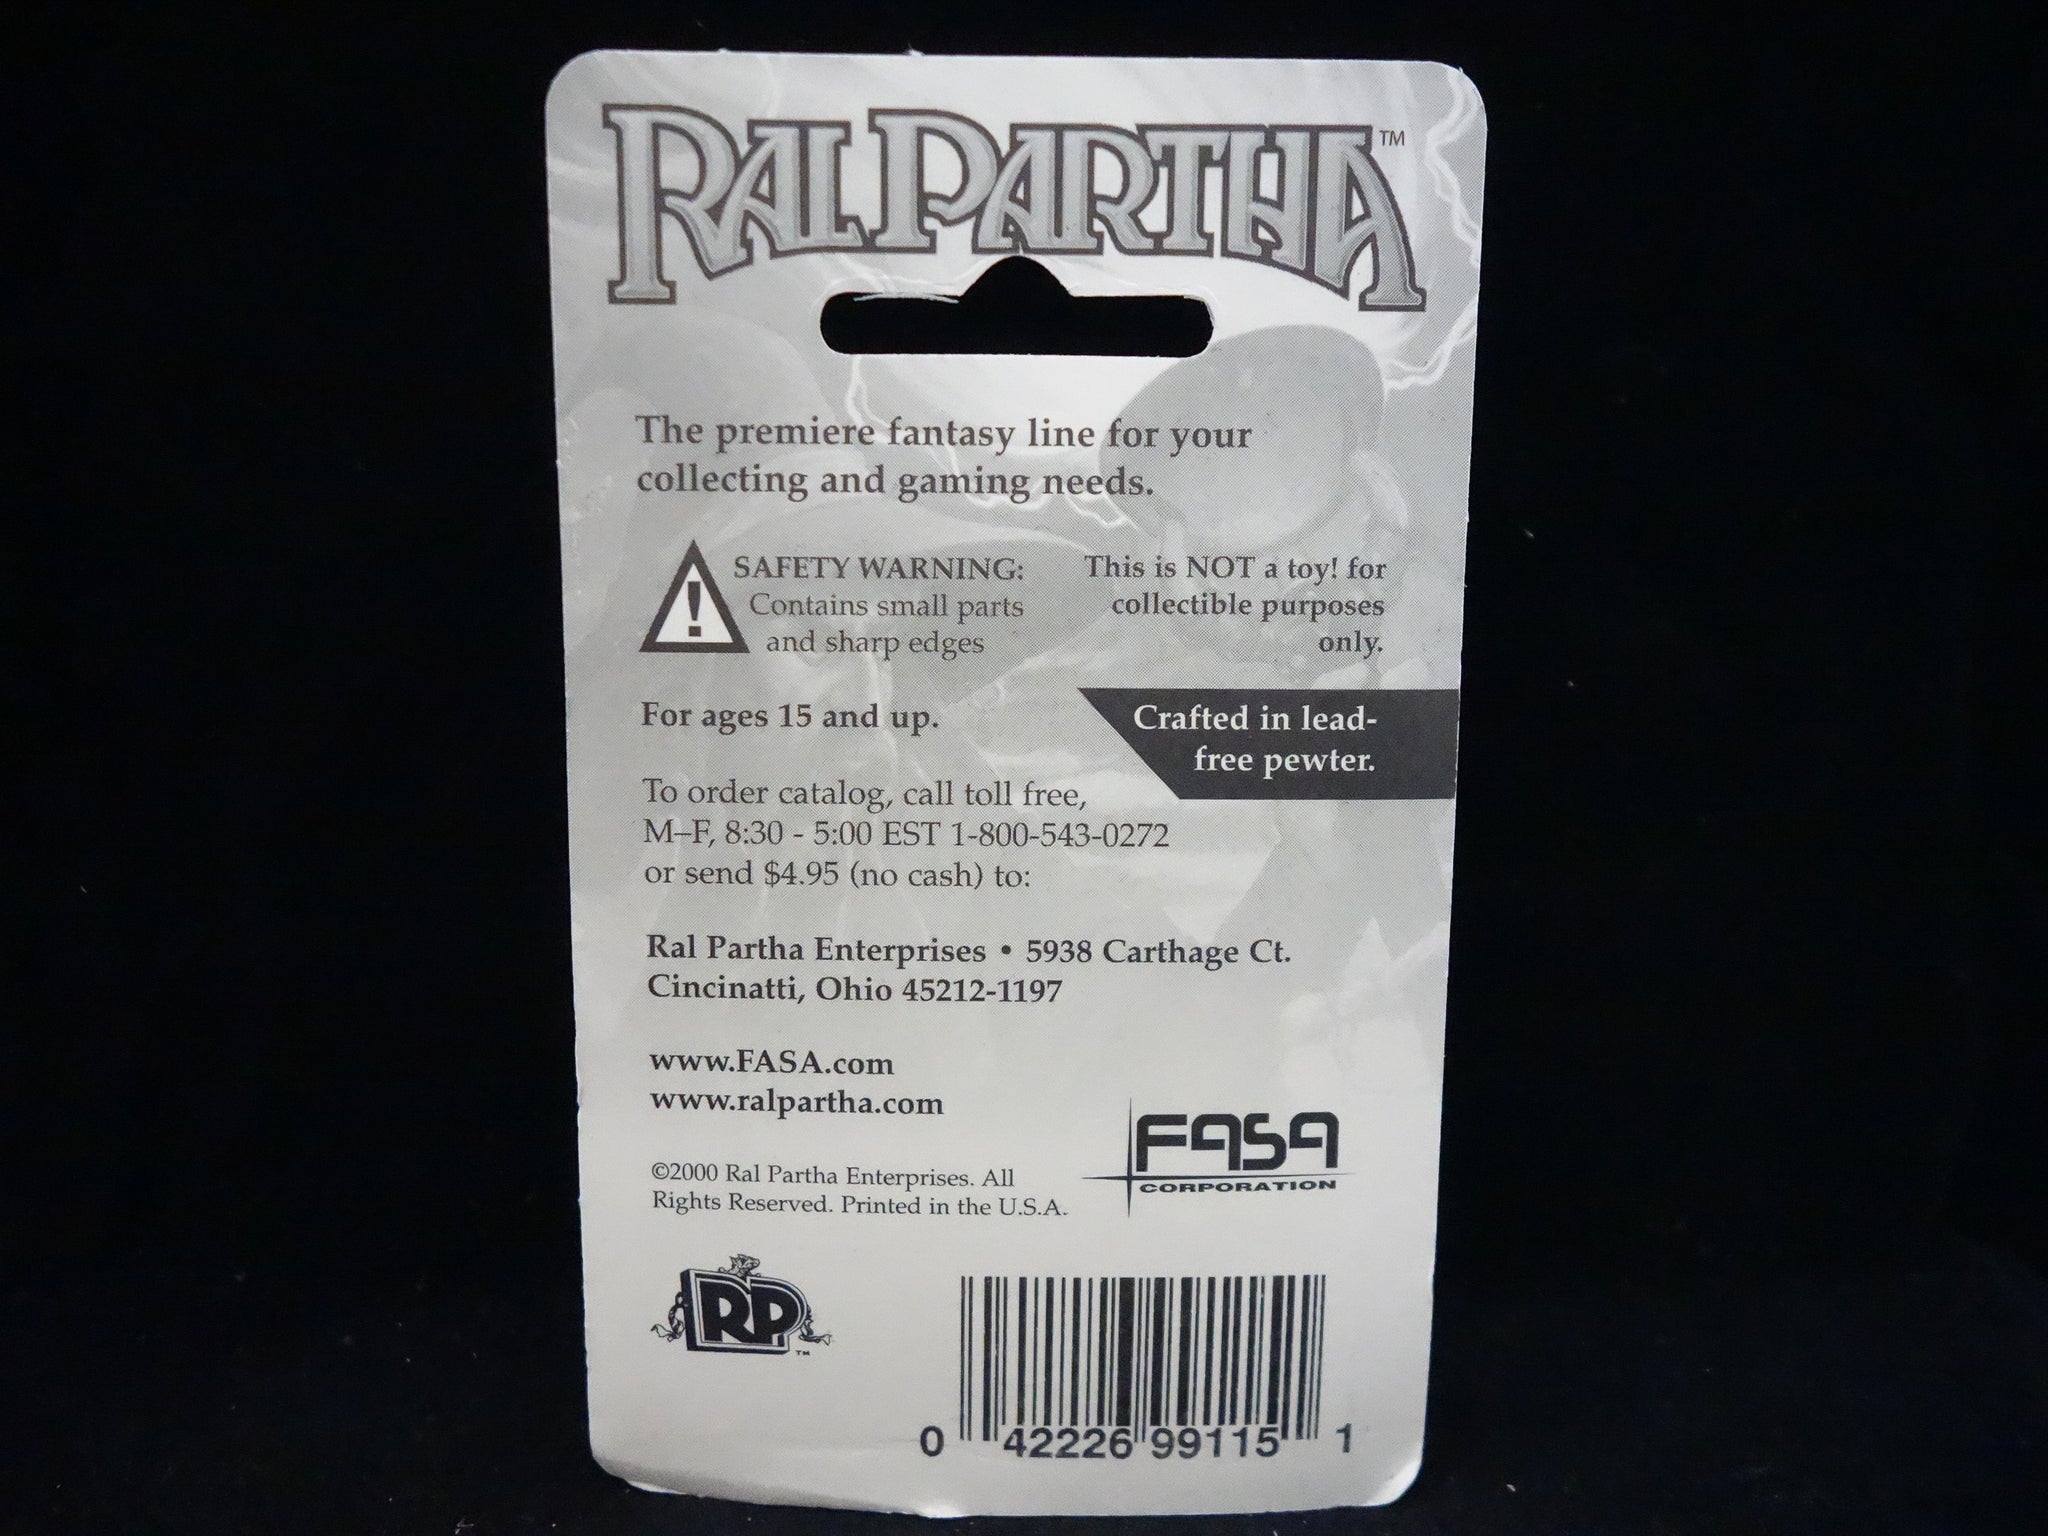 RAL PARTHA™
The premiere fantasy line for your
collecting and gaming needs.
SAFETY WARNING:
Contains small parts
and sharp edges
This is NOT a toy! for
collectible purposes
only.
For ages 15 and up.
Crafted in lead-
free pewter.
To order catalog, call toll free,
M–F, 8:30 - 5:00 EST 1-800-543-0272
or send $4.95 (no cash) to:
Ral Partha Enterprises • 5938 Carthage Ct.
Cincinatti, Ohio 45212-1197
www.FASA.com
www.ralpartha.com
FASA
CORPORATION
©2000 Ral Partha Enterprises. All
Rights Reserved. Printed in the U.S.A.
RP™
0 42226 99115 1